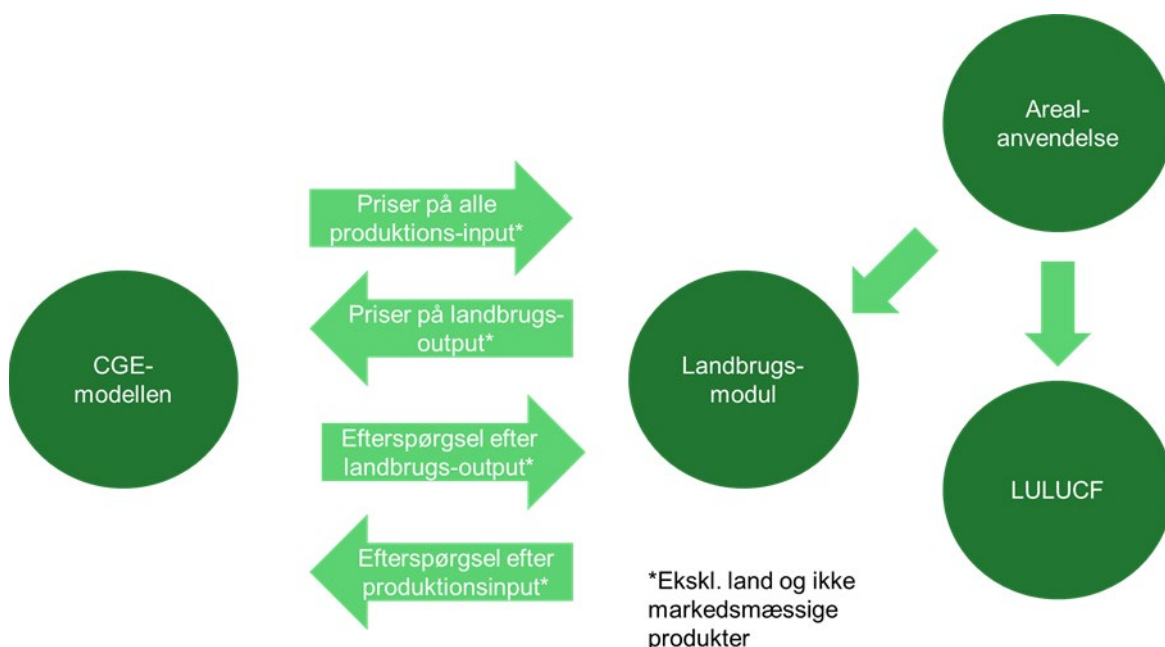 Areal-
anvendelse
Priser på alle
produktions-input*
Priser på landbrugs-
output*
CGE-
modellen
Landbrugs-
modul
Efterspørgsel efter
landbrugs-output*
LULUCF
Efterspørgsel efter
produktionsinput*
*Ekskl. land og ikke
markedsmæssige
produkter